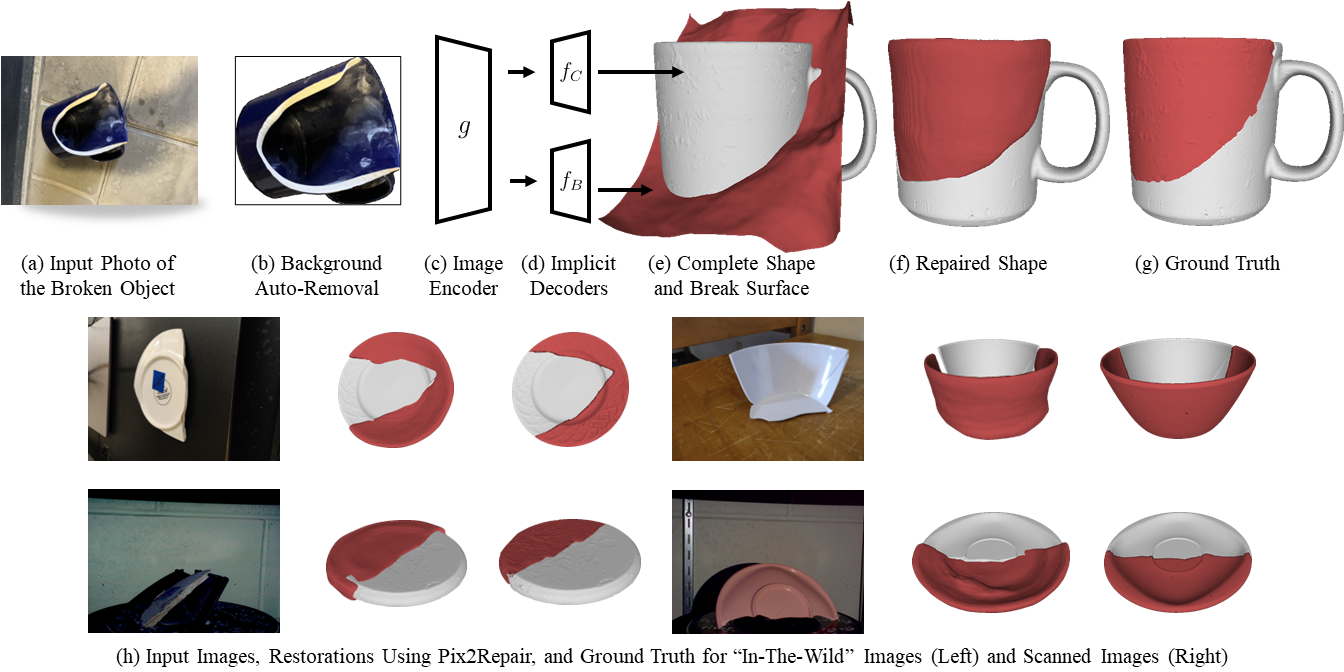 g
f_C
f_B
(a) Input Photo of
the Broken Object
(b) Background
Auto-Removal
(c) Image
Encoder
(d) Implicit
Decoders
(e) Complete Shape
and Break Surface
(f) Repaired Shape
(g) Ground Truth
(h) Input Images, Restorations Using Pix2Repair, and Ground Truth for “In-The-Wild” Images (Left) and Scanned Images (Right)